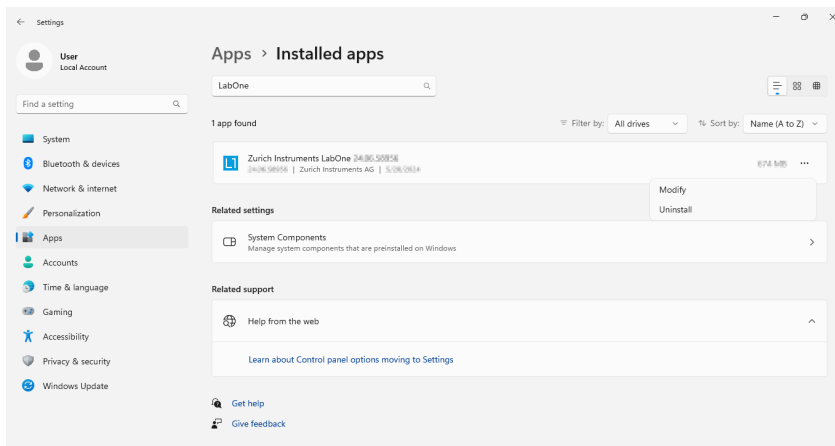 Settings
User
Local Account
Find a setting
System
Bluetooth & devices
Network & internet
Personalization
Apps
Accounts
Time & language
Gaming
Accessibility
Privacy & security
Windows Update
Apps > Installed apps
LabOne
1 app found
Filter by: All drives
Sort by: Name (A to Z)
Zurich Instruments LabOne
| Zurich Instruments AG |
Modify
Uninstall
Related settings
System Components
Manage system components that are preinstalled on Windows
Related support
Help from the web
Learn about Control panel options moving to Settings
Get help
Give feedback